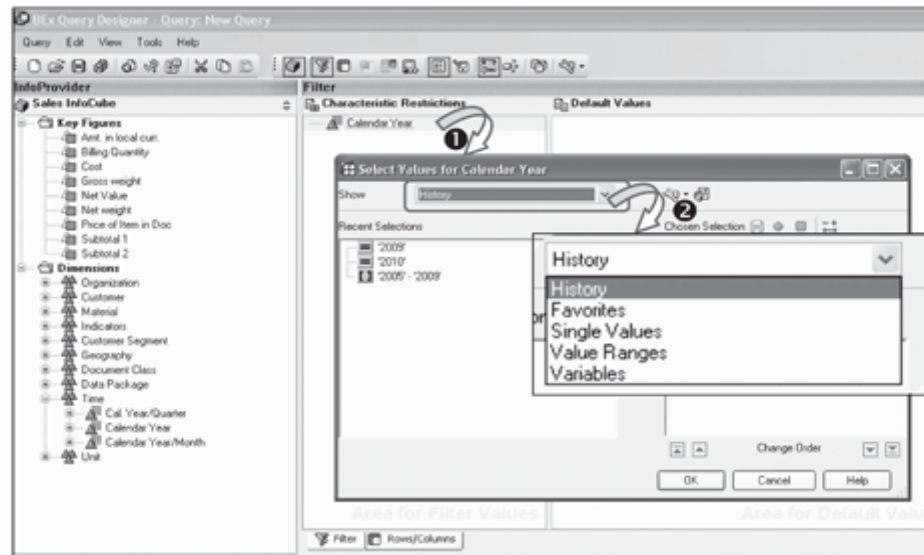 BEx Query Designer - Query: New Query
Query Edit View Tools Help
InfoProvider
Sales InfoCube
Key Figures
Amt. in local curr.
Billing Quantity
Cost
Gross weight
Net Value
Net weight
Price of Item in Doc
Subtotal 1
Subtotal 2
Dimensions
Organization
Customer
Material
Indicators
Customer Segment
Geography
Document Class
Data Package
Time
Cal. Year/Quarter
Calendar Year
Calendar Year/Month
Unit
Filter
Characteristic Restrictions
Calendar Year
Default Values
1
Select Values for Calendar Year
Show History
2
Recent Selections
'2009'
'2010'
'2005' - '2009'
Chosen Selection
History
History
Favorites
Single Values
Value Ranges
Variables
Change Order
OK Cancel Help
Area for Filter Values
Area for Default
Filter Rows/Columns